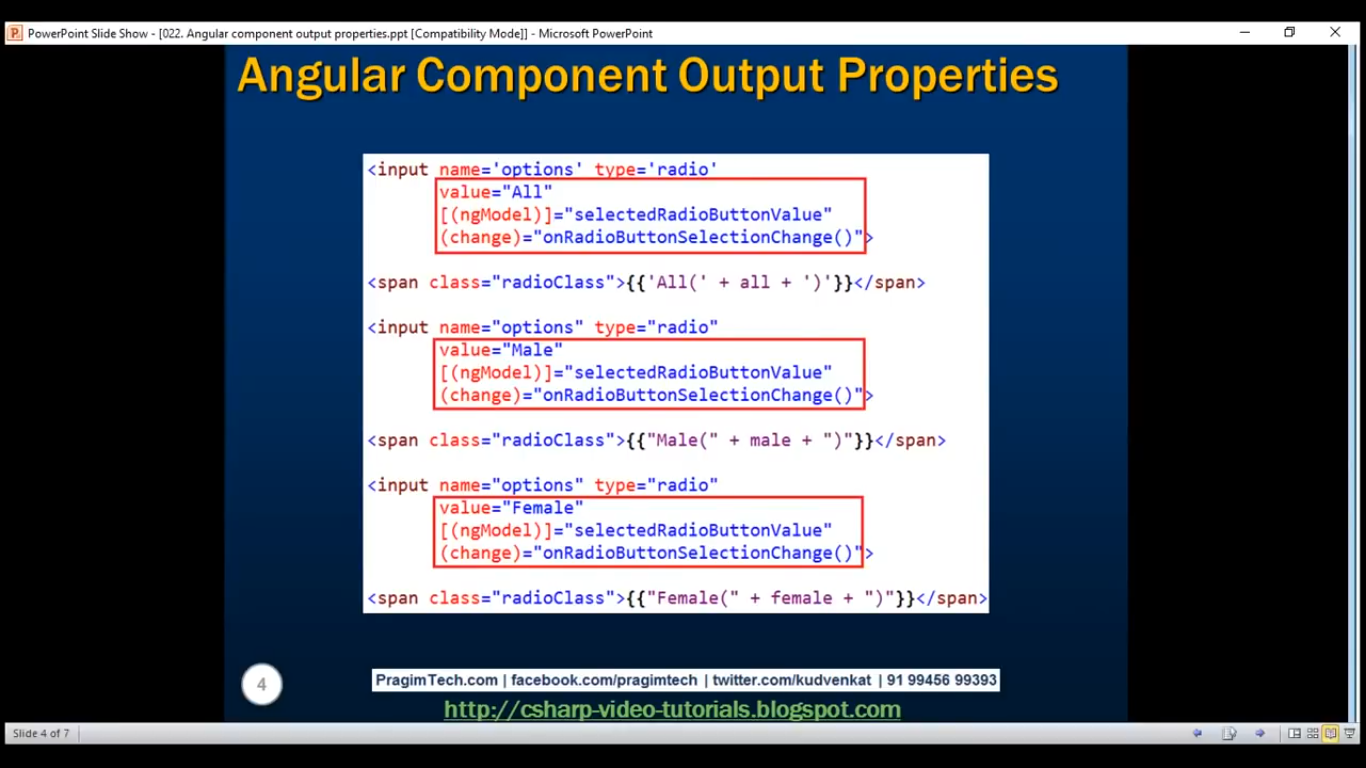 PowerPoint Slide Show - [022. Angular component output properties.ppt [Compatibility Mode]] - Microsoft PowerPoint
Angular Component Output Properties
<input name='options' type='radio'
value="All"
[(ngModel)]="selectedRadioButtonValue"
(change)="onRadioButtonSelectionChange()">
<span class="radioClass">{{'All(' + all + ')'}}</span>
<input name="options" type="radio"
value="Male"
[(ngModel)]="selectedRadioButtonValue"
(change)="onRadioButtonSelectionChange()">
<span class="radioClass">{{"Male(" + male + ")"}}</span>
<input name="options" type="radio"
value="Female"
[(ngModel)]="selectedRadioButtonValue"
(change)="onRadioButtonSelectionChange()">
<span class="radioClass">{{"Female(" + female + ")"}}</span>
4
PragimTech.com | facebook.com/pragimtech | twitter.com/kudvenkat | 91 99456 99393
http://csharp-video-tutorials.blogspot.com
Slide 4 of 7